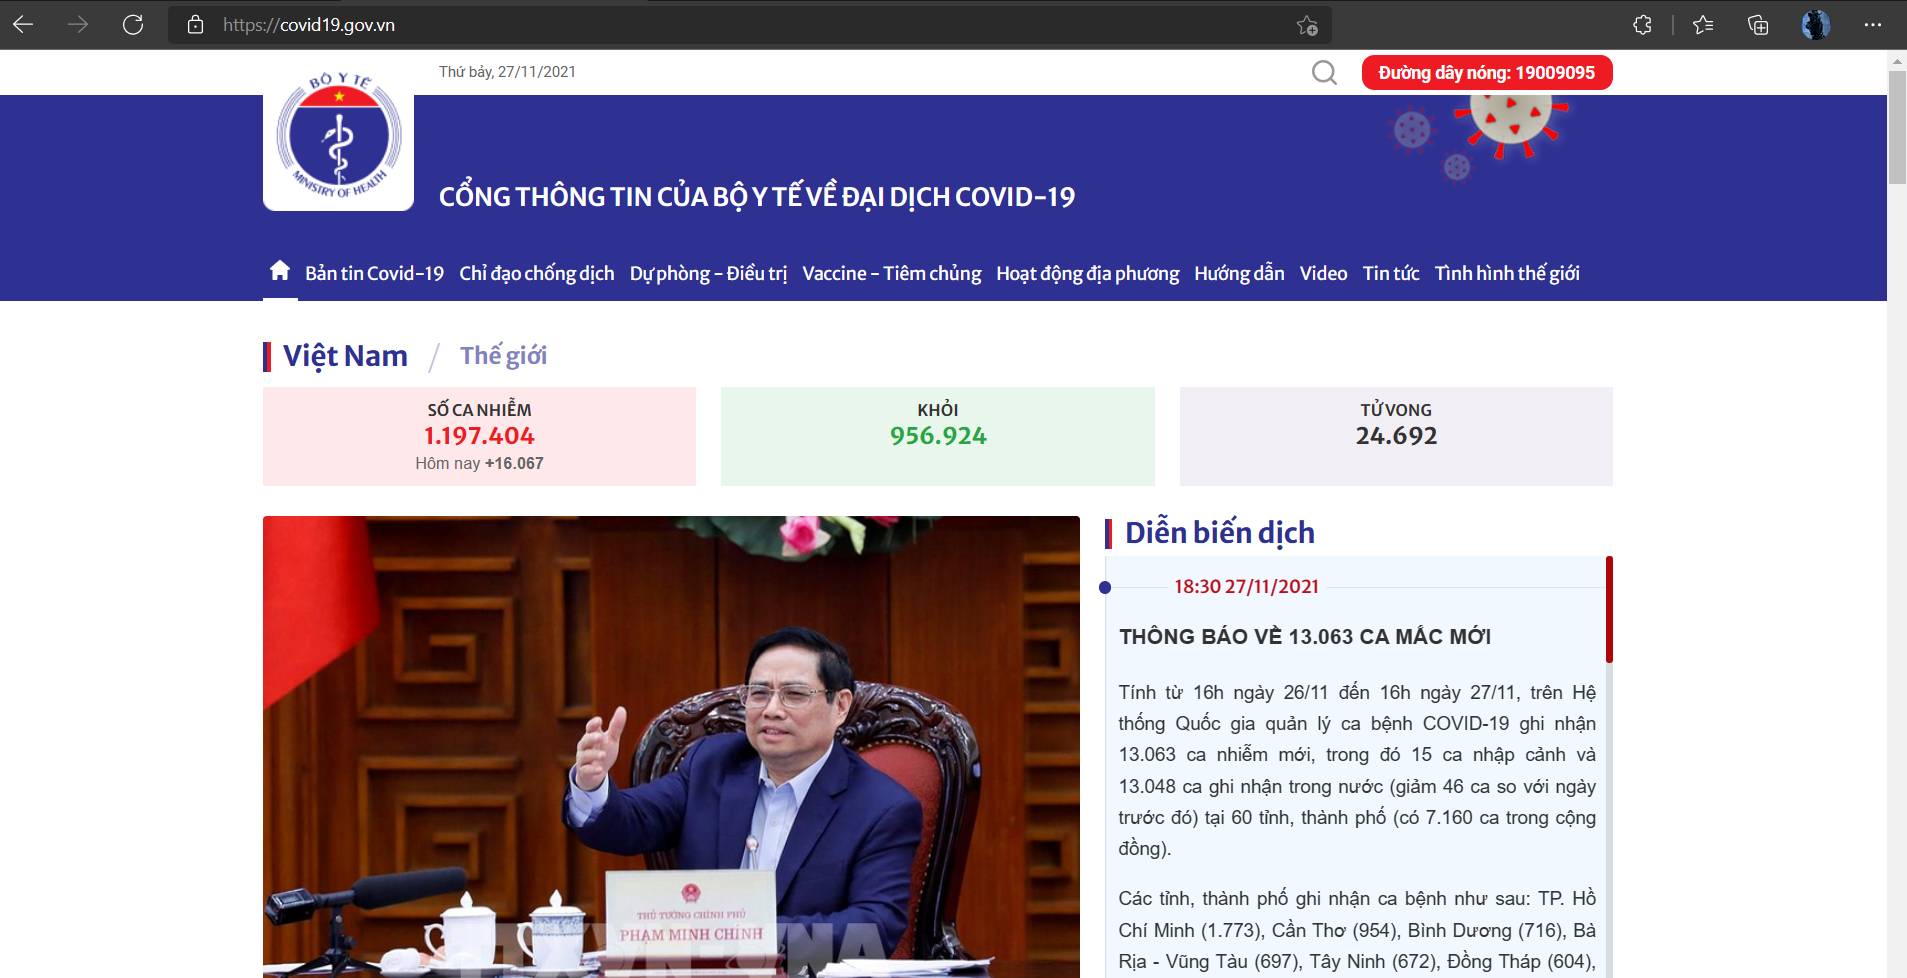 https://covid19.gov.vn
BỘ Y TẾ
MINISTRY OF HEALTH
Thứ bảy, 27/11/2021
Đường dây nóng: 19009095
CỔNG THÔNG TIN CỦA BỘ Y TẾ VỀ ĐẠI DỊCH COVID-19
Bản tin Covid-19 Chỉ đạo chống dịch Dự phòng - Điều trị Vaccine - Tiêm chủng Hoạt động địa phương Hướng dẫn Video Tin tức Tình hình thế giới
Việt Nam / Thế giới
SỐ CA NHIỄM
1.197.404
Hôm nay +16.067
KHỎI
956.924
TỬ VONG
24.692
THỦ TƯỚNG CHÍNH PHỦ
PHẠM MINH CHÍNH
Diễn biến dịch
18:30 27/11/2021
THÔNG BÁO VỀ 13.063 CA MẮC MỚI
Tính từ 16h ngày 26/11 đến 16h ngày 27/11, trên Hệ
thống Quốc gia quản lý ca bệnh COVID-19 ghi nhận
13.063 ca nhiễm mới, trong đó 15 ca nhập cảnh và
13.048 ca ghi nhận trong nước (giảm 46 ca so với ngày
trước đó) tại 60 tỉnh, thành phố (có 7.160 ca trong cộng
đồng).
Các tỉnh, thành phố ghi nhận ca bệnh như sau: TP. Hồ
Chí Minh (1.773), Cần Thơ (954), Bình Dương (716), Bà
Rịa - Vũng Tàu (697), Tây Ninh (672), Đồng Tháp (604),